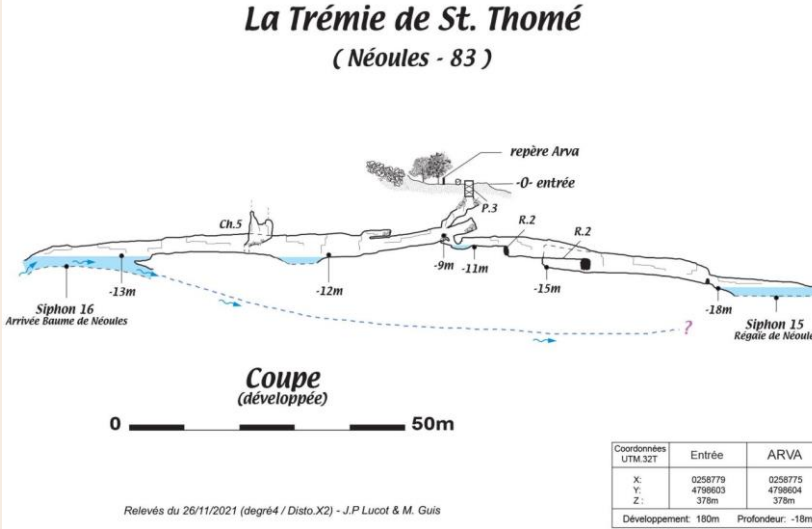 La Trémie de St. Thomé
( Néoules - 83 )
repère Arva
-0- entrée
P.3
Ch.5
R.2
R.2
-9m
-11m
-13m
-12m
-15m
-18m
Siphon 16
Arrivée Baume de Néoules
?
Siphon 15
Régaïe de Néoule
Coupe
(développée)
0 50m
Coordonnées UTM.32T Entrée ARVA
X: 0258779 0258775
Y: 4798603 4798604
Z : 378m 378m
Développement: 180m Profondeur: -18m
Relevés du 26/11/2021 (degré4 / Disto.X2) - J.P Lucot & M. Guis